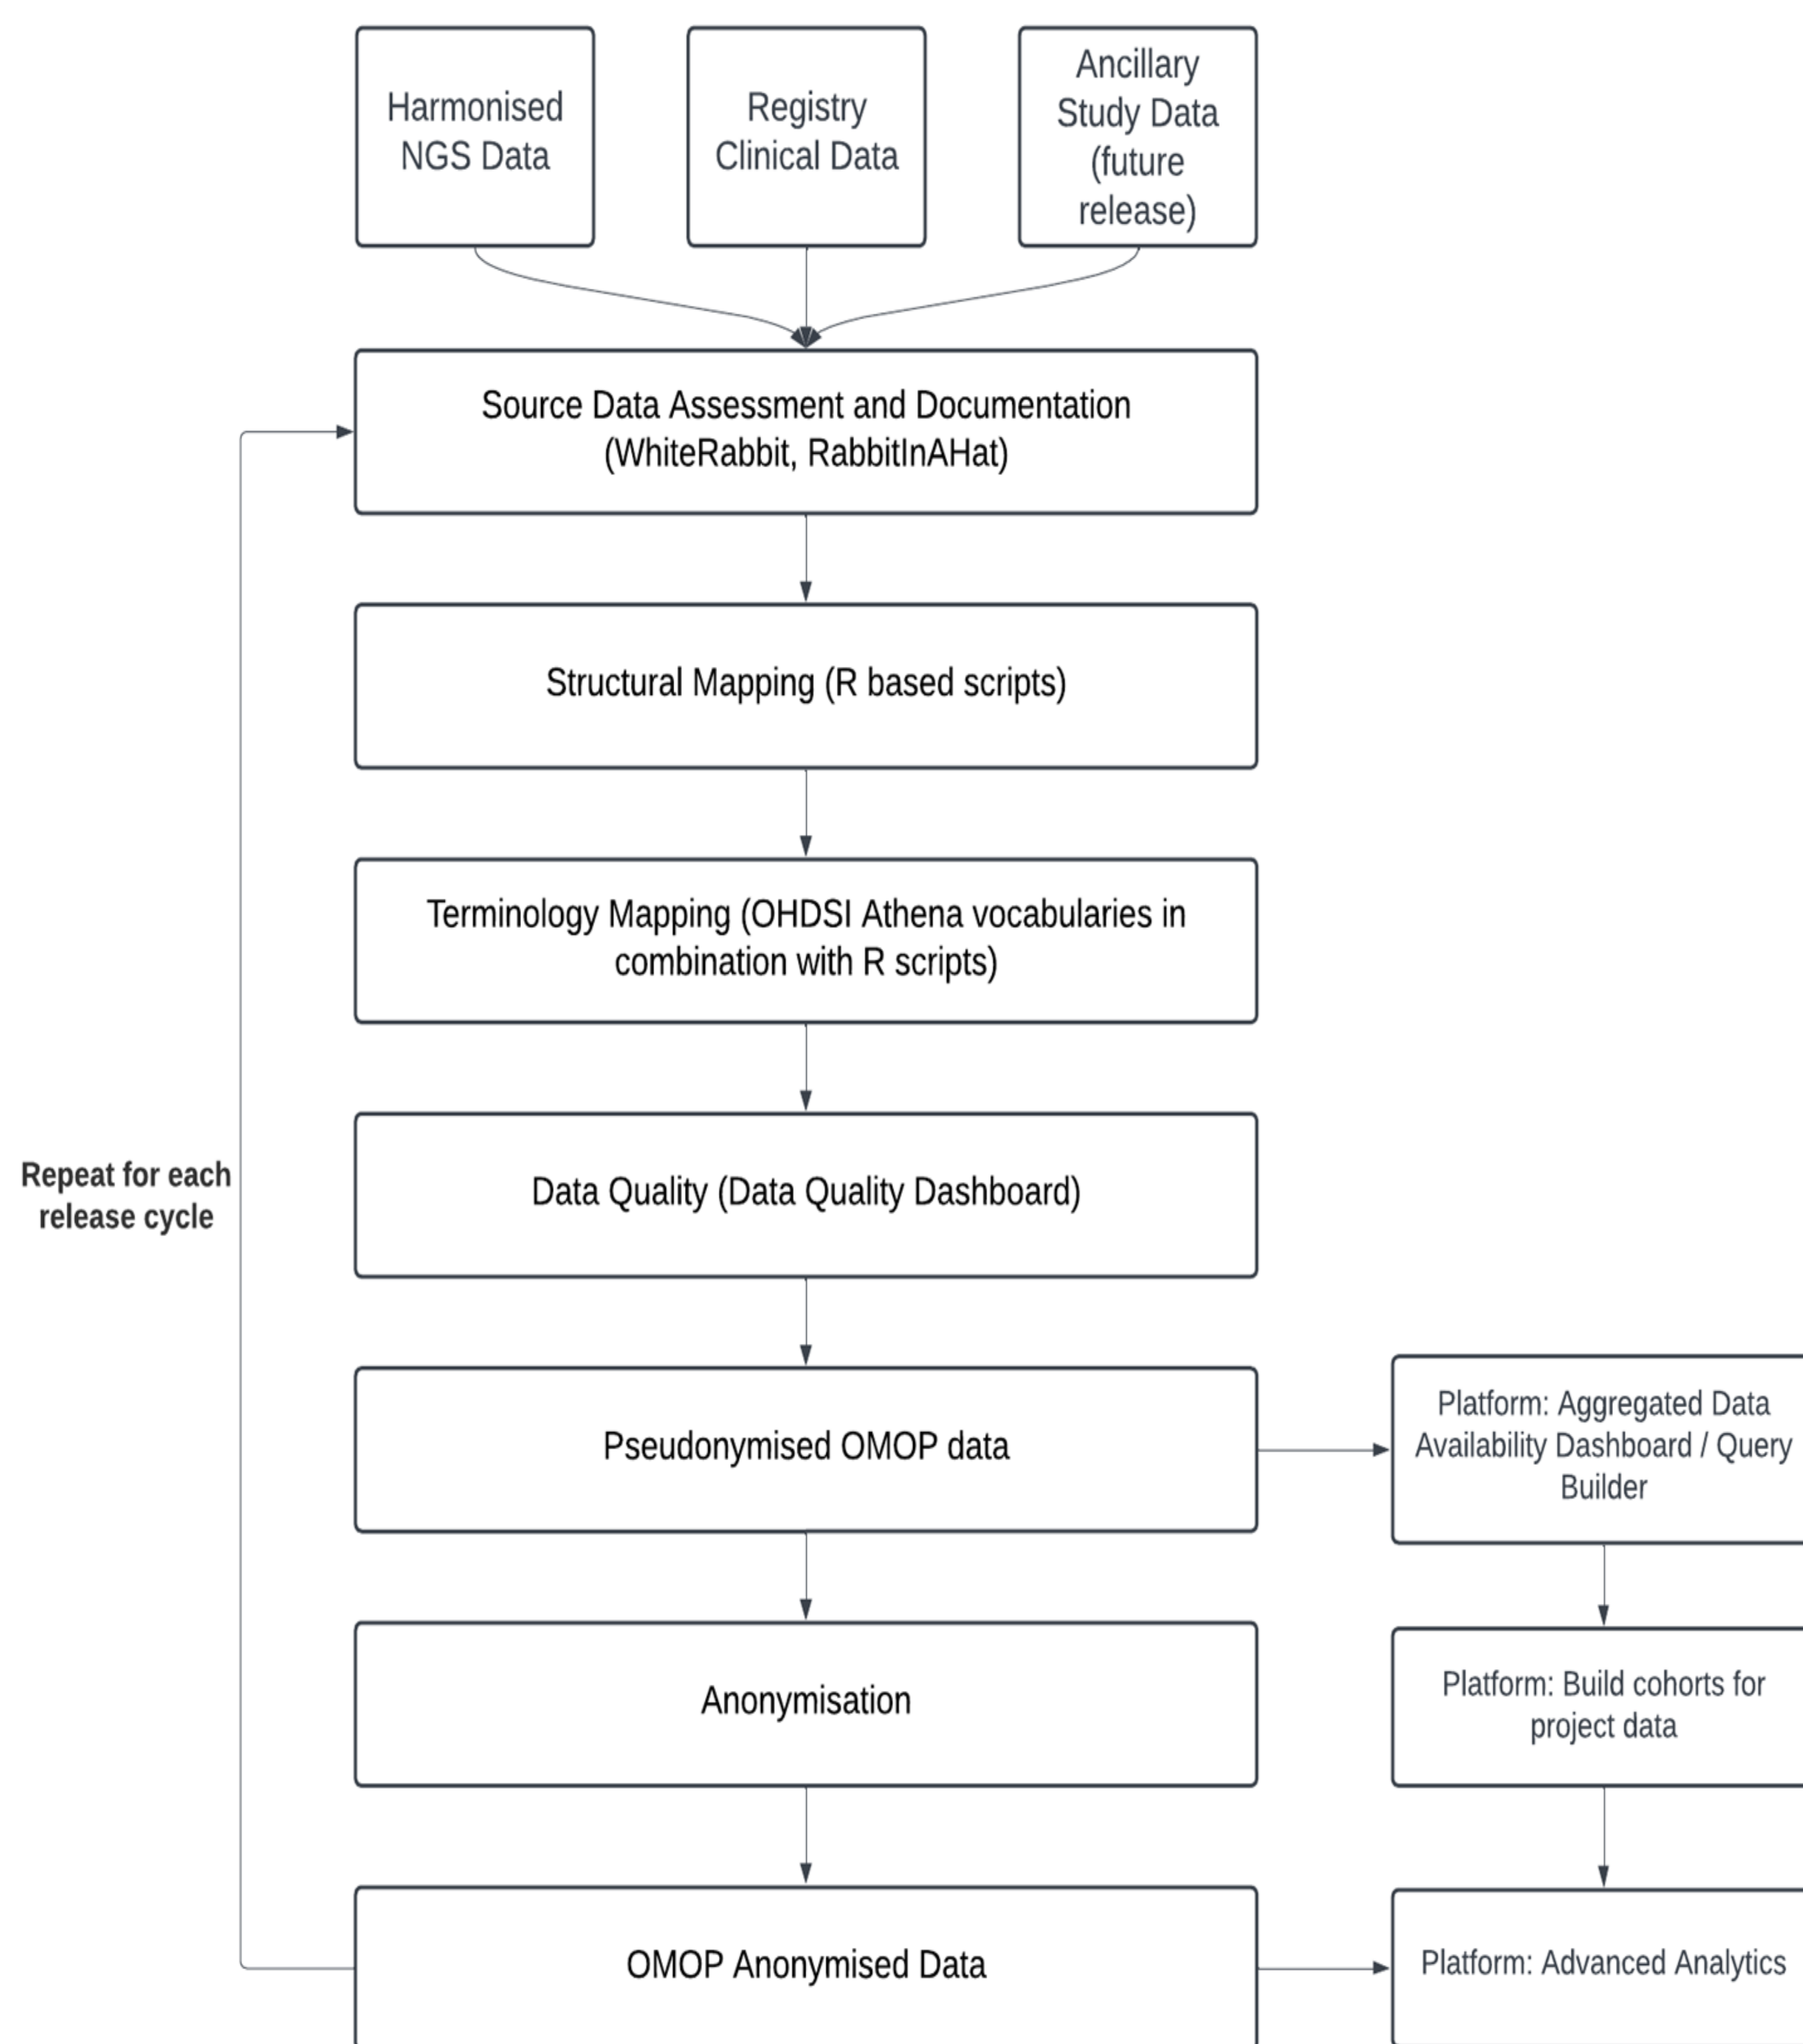 Harmonised
NGS Data
Registry
Clinical Data
Ancillary
Study Data
(future
release)
Source Data Assessment and Documentation
(WhiteRabbit, RabbitInAHat)
Structural Mapping (R based scripts)
Terminology Mapping (OHDSI Athena vocabularies in
combination with R scripts)
Repeat for each
release cycle
Data Quality (Data Quality Dashboard)
Pseudonymised OMOP data
Platform: Aggregated Data
Availability Dashboard / Query
Builder
Anonymisation
Platform: Build cohorts for
project data
OMOP Anonymised Data
Platform: Advanced Analytics